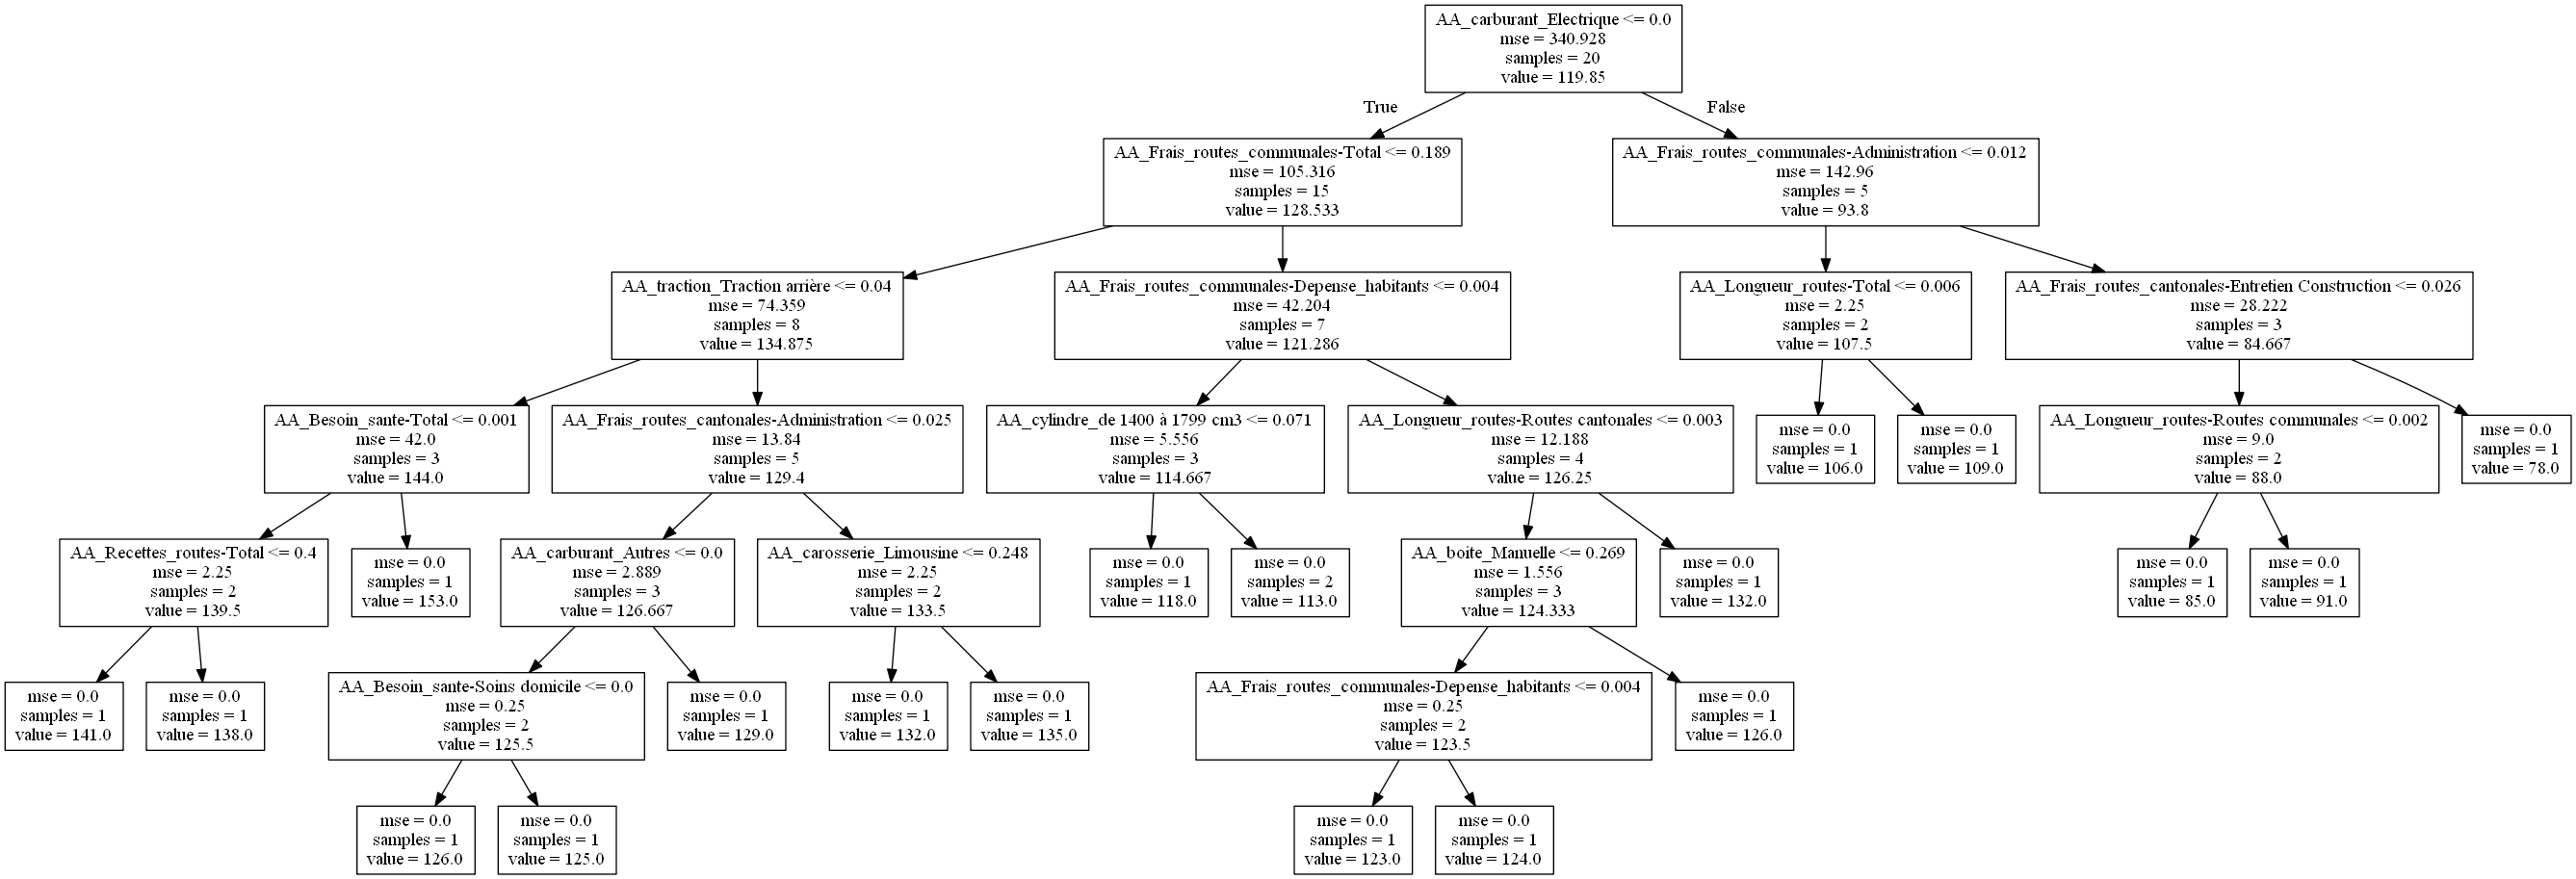 AA_carburant_Electrique <= 0.0
mse = 340.928
samples = 20
value = 119.85
True
False
AA_Frais_routes_communales-Total <= 0.189
mse = 105.316
samples = 15
value = 128.533
AA_Frais_routes_communales-Administration <= 0.012
mse = 142.96
samples = 5
value = 93.8
AA_traction_Traction arrière <= 0.04
mse = 74.359
samples = 8
value = 134.875
AA_Frais_routes_communales-Depense_habitants <= 0.004
mse = 42.204
samples = 7
value = 121.286
AA_Longueur_routes-Total <= 0.006
mse = 2.25
samples = 2
value = 107.5
AA_Frais_routes_cantonales-Entretien Construction <= 0.026
mse = 28.222
samples = 3
value = 84.667
AA_Besoin_sante-Total <= 0.001
mse = 42.0
samples = 3
value = 144.0
AA_Frais_routes_cantonales-Administration <= 0.025
mse = 13.84
samples = 5
value = 129.4
AA_cylindre_de 1400 à 1799 cm3 <= 0.071
mse = 5.556
samples = 3
value = 114.667
AA_Longueur_routes-Routes cantonales <= 0.003
mse = 12.188
samples = 4
value = 126.25
mse = 0.0
samples = 1
value = 106.0
mse = 0.0
samples = 1
value = 109.0
AA_Longueur_routes-Routes communales <= 0.002
mse = 9.0
samples = 2
value = 88.0
mse = 0.0
samples = 1
value = 78.0
AA_Recettes_routes-Total <= 0.4
mse = 2.25
samples = 2
value = 139.5
mse = 0.0
samples = 1
value = 153.0
AA_carburant_Autres <= 0.0
mse = 2.889
samples = 3
value = 126.667
AA_carosserie_Limousine <= 0.248
mse = 2.25
samples = 2
value = 133.5
mse = 0.0
samples = 1
value = 118.0
mse = 0.0
samples = 2
value = 113.0
AA_boite_Manuelle <= 0.269
mse = 1.556
samples = 3
value = 124.333
mse = 0.0
samples = 1
value = 132.0
mse = 0.0
samples = 1
value = 85.0
mse = 0.0
samples = 1
value = 91.0
mse = 0.0
samples = 1
value = 141.0
mse = 0.0
samples = 1
value = 138.0
AA_Besoin_sante-Soins domicile <= 0.0
mse = 0.25
samples = 2
value = 125.5
mse = 0.0
samples = 1
value = 129.0
mse = 0.0
samples = 1
value = 132.0
mse = 0.0
samples = 1
value = 135.0
AA_Frais_routes_communales-Depense_habitants <= 0.004
mse = 0.25
samples = 2
value = 123.5
mse = 0.0
samples = 1
value = 126.0
mse = 0.0
samples = 1
value = 126.0
mse = 0.0
samples = 1
value = 125.0
mse = 0.0
samples = 1
value = 123.0
mse = 0.0
samples = 1
value = 124.0